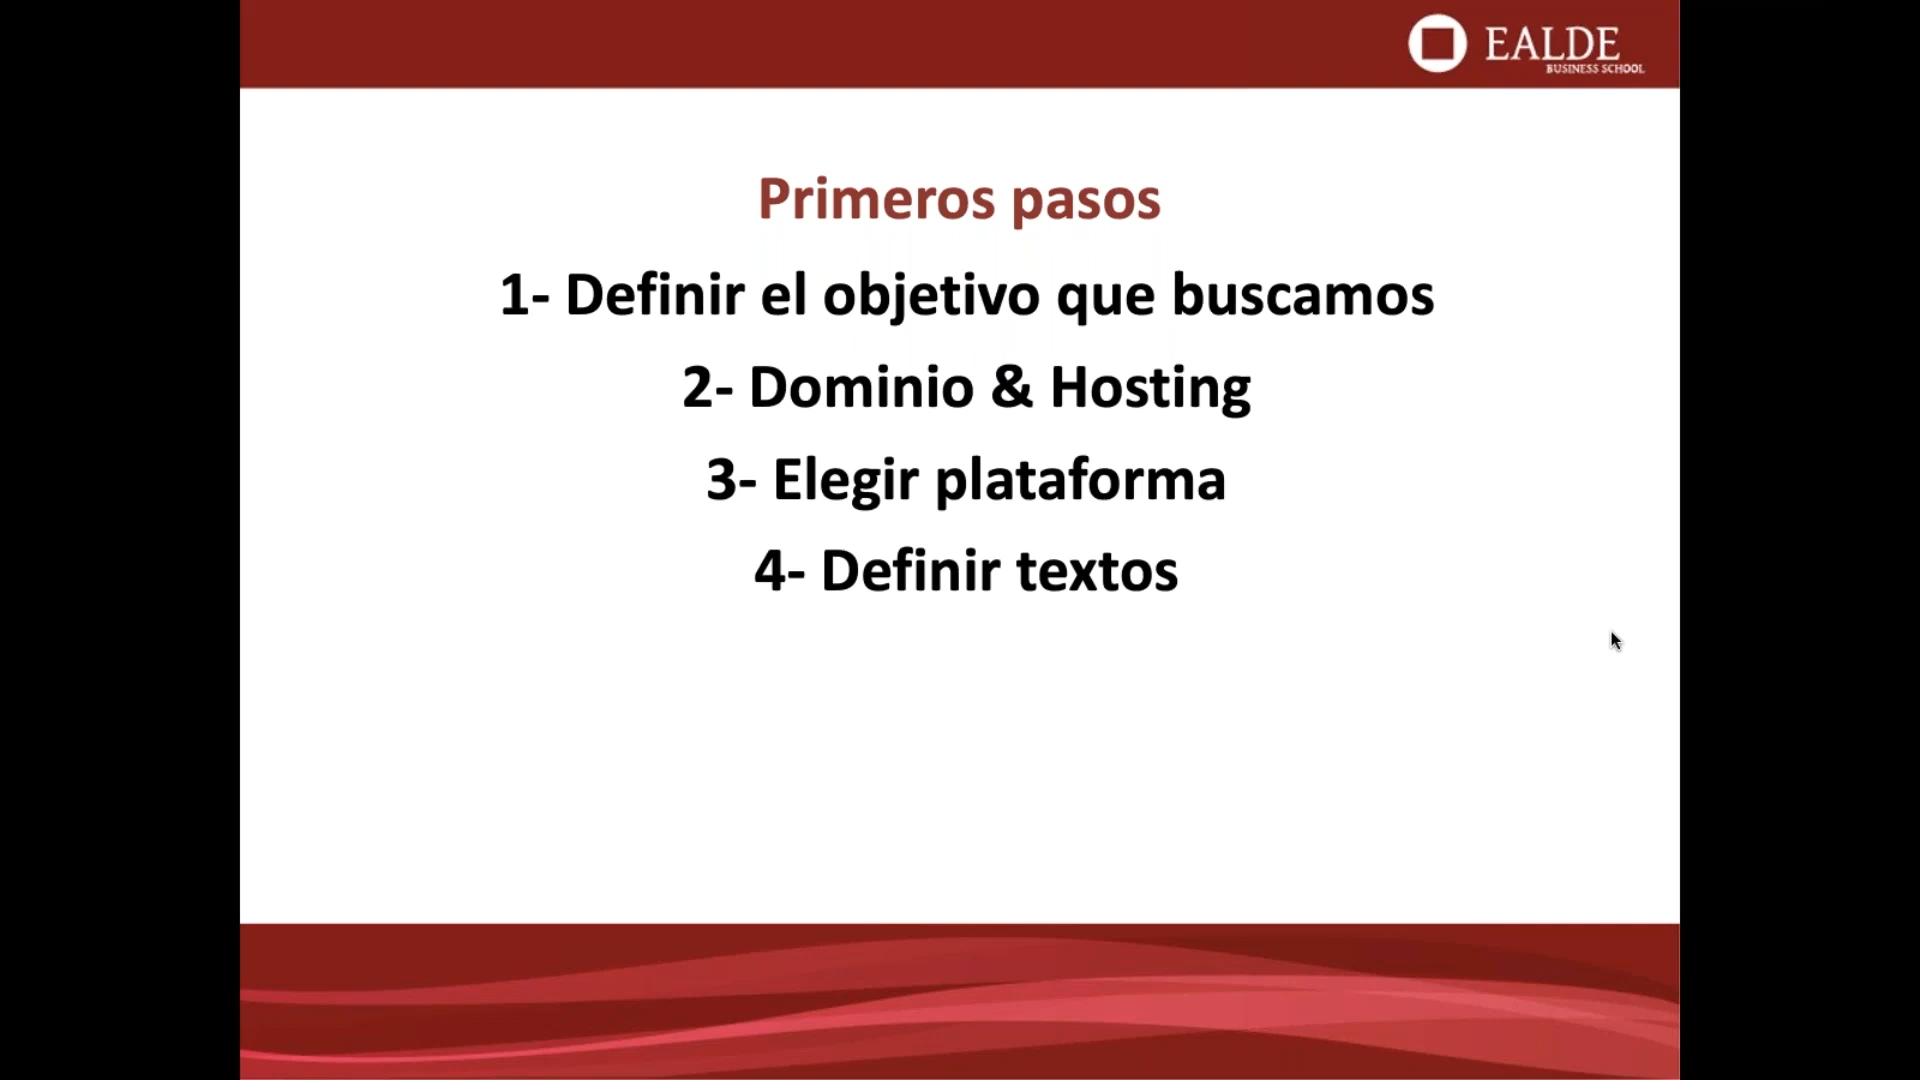 EALDE
BUSINESS SCHOOL
Primeros pasos
1- Definir el objetivo que buscamos
2- Dominio & Hosting
3- Elegir plataforma
4- Definir textos